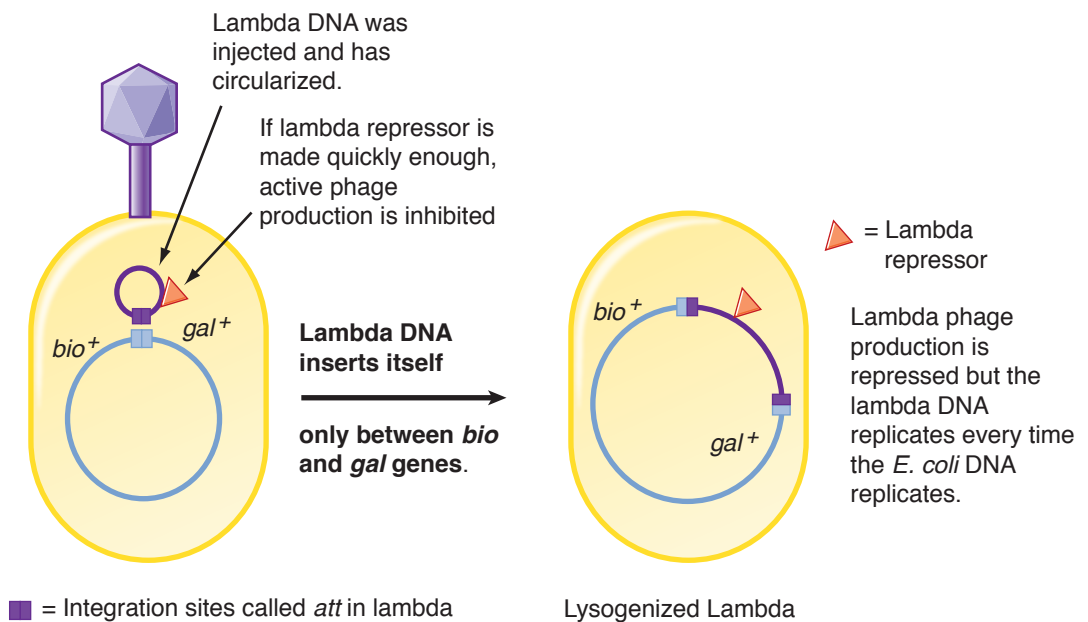 Lambda DNA was
injected and has
circularized.
If lambda repressor is
made quickly enough,
active phage
production is inhibited
bio+
gal+
Lambda DNA
inserts itself
only between bio
and gal genes.
bio+
gal+
= Lambda
repressor
Lambda phage
production is
repressed but the
lambda DNA
replicates every time
the E. coli DNA
replicates.
= Integration sites called att in lambda
Lysogenized Lambda